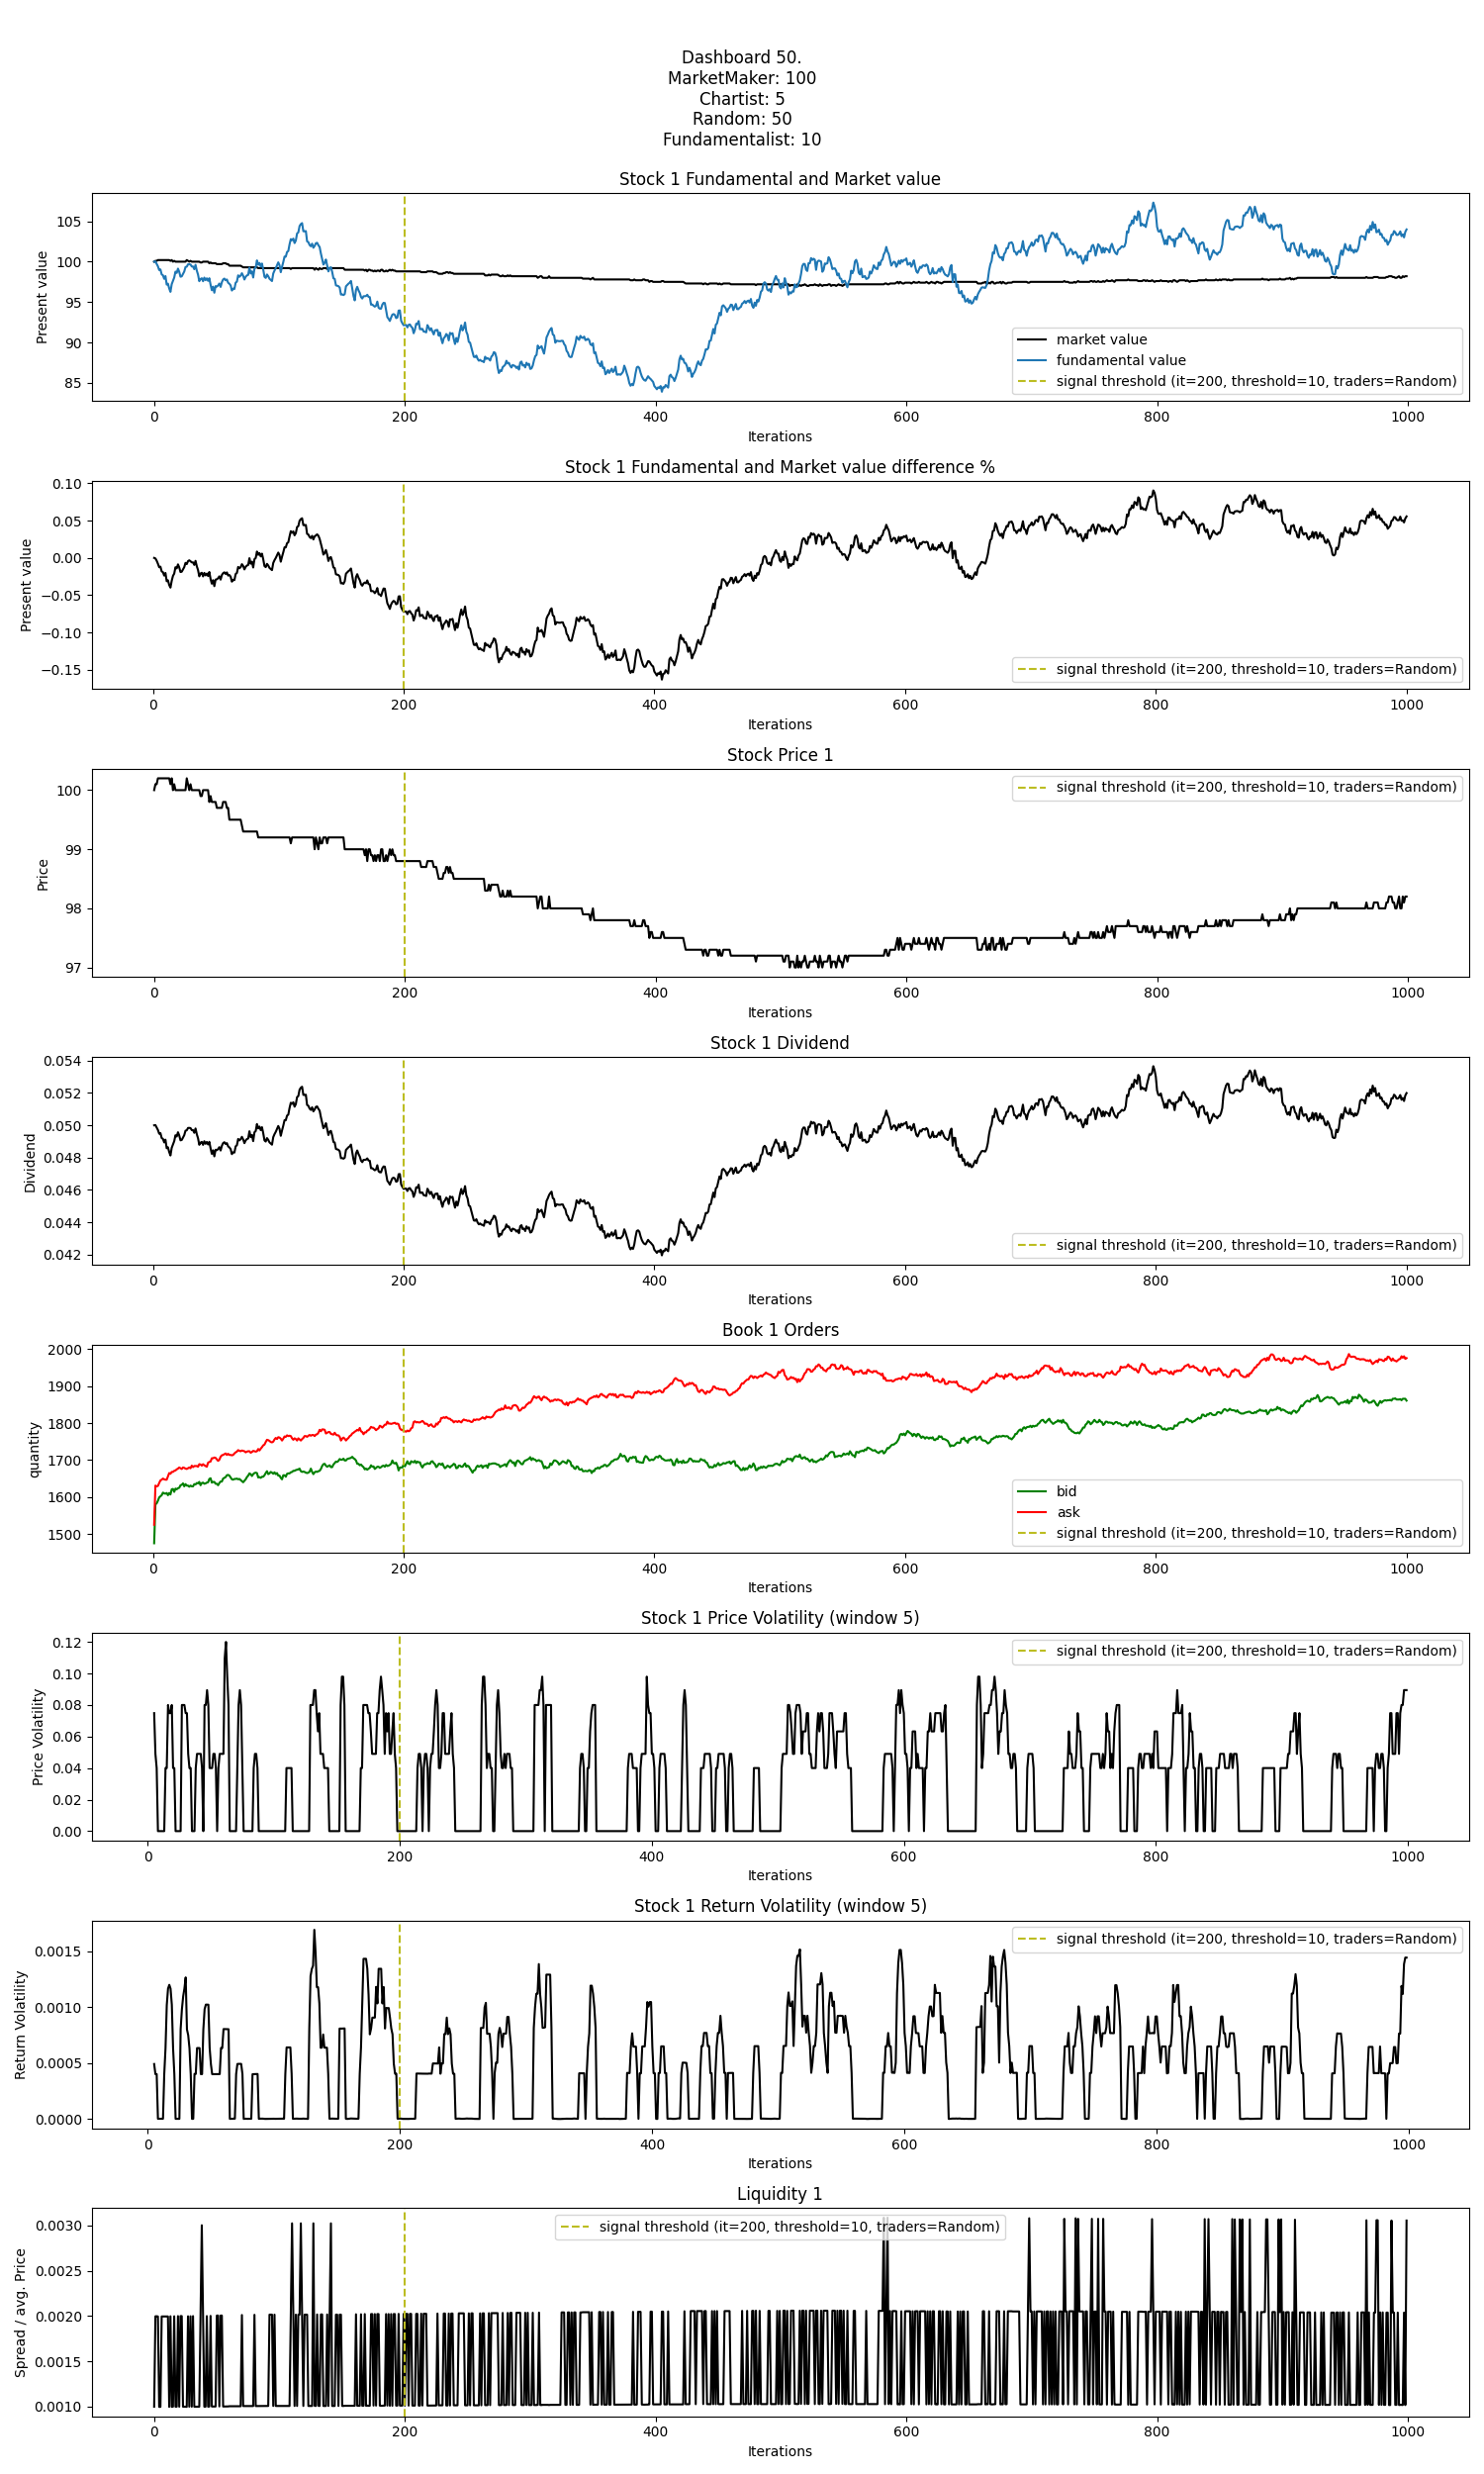 Dashboard 50.
MarketMaker: 100
Chartist: 5
Random: 50
Fundamentalist: 10
Stock 1 Fundamental and Market value
Present value
105
100
95
90
85
market value
fundamental value
signal threshold (it=200, threshold=10, traders=Random)
0 200 400 600 800 1000
Iterations
Stock 1 Fundamental and Market value difference %
Present value
0.10
0.05
0.00
−0.05
−0.10
−0.15
signal threshold (it=200, threshold=10, traders=Random)
0 200 400 600 800 1000
Iterations
Stock Price 1
Price
100
99
98
97
signal threshold (it=200, threshold=10, traders=Random)
0 200 400 600 800 1000
Iterations
Stock 1 Dividend
Dividend
0.054
0.052
0.050
0.048
0.046
0.044
0.042
signal threshold (it=200, threshold=10, traders=Random)
0 200 400 600 800 1000
Iterations
Book 1 Orders
quantity
2000
1900
1800
1700
1600
1500
bid
ask
signal threshold (it=200, threshold=10, traders=Random)
0 200 400 600 800 1000
Iterations
Stock 1 Price Volatility (window 5)
Price Volatility
0.12
0.10
0.08
0.06
0.04
0.02
0.00
signal threshold (it=200, threshold=10, traders=Random)
0 200 400 600 800 1000
Iterations
Stock 1 Return Volatility (window 5)
Return Volatility
0.0015
0.0010
0.0005
0.0000
signal threshold (it=200, threshold=10, traders=Random)
0 200 400 600 800 1000
Iterations
Liquidity 1
Spread / avg. Price
0.0030
0.0025
0.0020
0.0015
0.0010
signal threshold (it=200, threshold=10, traders=Random)
0 200 400 600 800 1000
Iterations